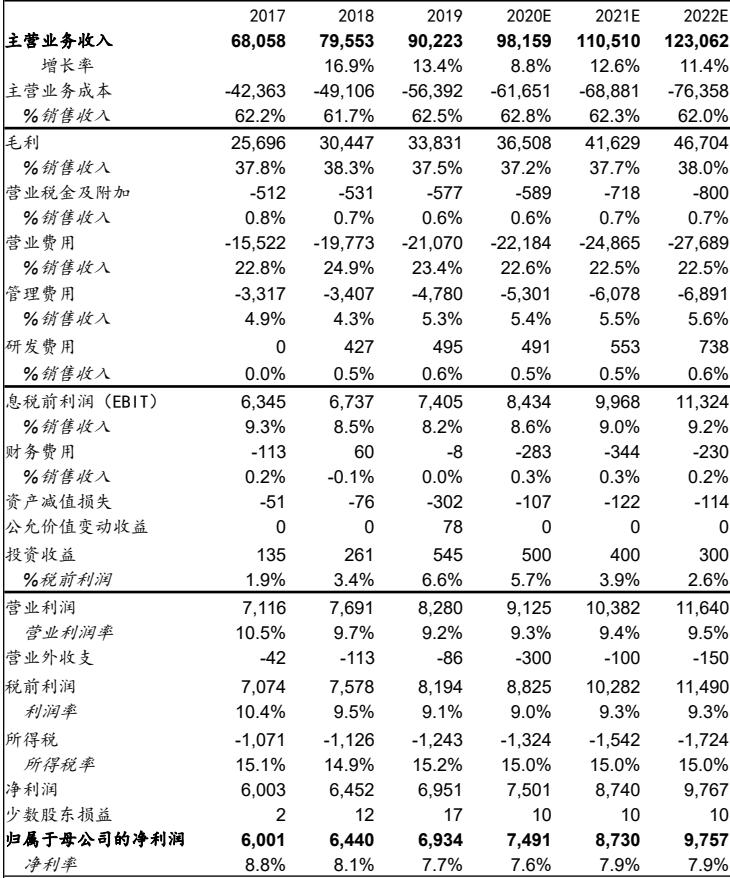 2017 2018 2019 2020E 2021E 2022E
主营业务收入 68,058 79,553 90,223 98,159 110,510 123,062
增长率 16.9% 13.4% 8.8% 12.6% 11.4%
主营业务成本 -42,363 -49,106 -56,392 -61,651 -68,881 -76,358
%销售收入 62.2% 61.7% 62.5% 62.8% 62.3% 62.0%
毛利 25,696 30,447 33,831 36,508 41,629 46,704
%销售收入 37.8% 38.3% 37.5% 37.2% 37.7% 38.0%
营业税金及附加 -512 -531 -577 -589 -718 -800
%销售收入 0.8% 0.7% 0.6% 0.6% 0.7% 0.7%
营业费用 -15,522 -19,773 -21,070 -22,184 -24,865 -27,689
%销售收入 22.8% 24.9% 23.4% 22.6% 22.5% 22.5%
管理费用 -3,317 -3,407 -4,780 -5,301 -6,078 -6,891
%销售收入 4.9% 4.3% 5.3% 5.4% 5.5% 5.6%
研发费用 0 427 495 491 553 738
%销售收入 0.0% 0.5% 0.6% 0.5% 0.5% 0.6%
息税前利润（EBIT） 6,345 6,737 7,405 8,434 9,968 11,324
%销售收入 9.3% 8.5% 8.2% 8.6% 9.0% 9.2%
财务费用 -113 60 -8 -283 -344 -230
%销售收入 0.2% -0.1% 0.0% 0.3% 0.3% 0.2%
资产减值损失 -51 -76 -302 -107 -122 -114
公允价值变动收益 0 0 78 0 0 0
投资收益 135 261 545 500 400 300
%税前利润 1.9% 3.4% 6.6% 5.7% 3.9% 2.6%
营业利润 7,116 7,691 8,280 9,125 10,382 11,640
营业利润率 10.5% 9.7% 9.2% 9.3% 9.4% 9.5%
营业外收支 -42 -113 -86 -300 -100 -150
税前利润 7,074 7,578 8,194 8,825 10,282 11,490
利润率 10.4% 9.5% 9.1% 9.0% 9.3% 9.3%
所得税 -1,071 -1,126 -1,243 -1,324 -1,542 -1,724
所得税率 15.1% 14.9% 15.2% 15.0% 15.0% 15.0%
净利润 6,003 6,452 6,951 7,501 8,740 9,767
少数股东损益 2 12 17 10 10 10
归属于母公司的净利润 6,001 6,440 6,934 7,491 8,730 9,757
净利率 8.8% 8.1% 7.7% 7.6% 7.9% 7.9%